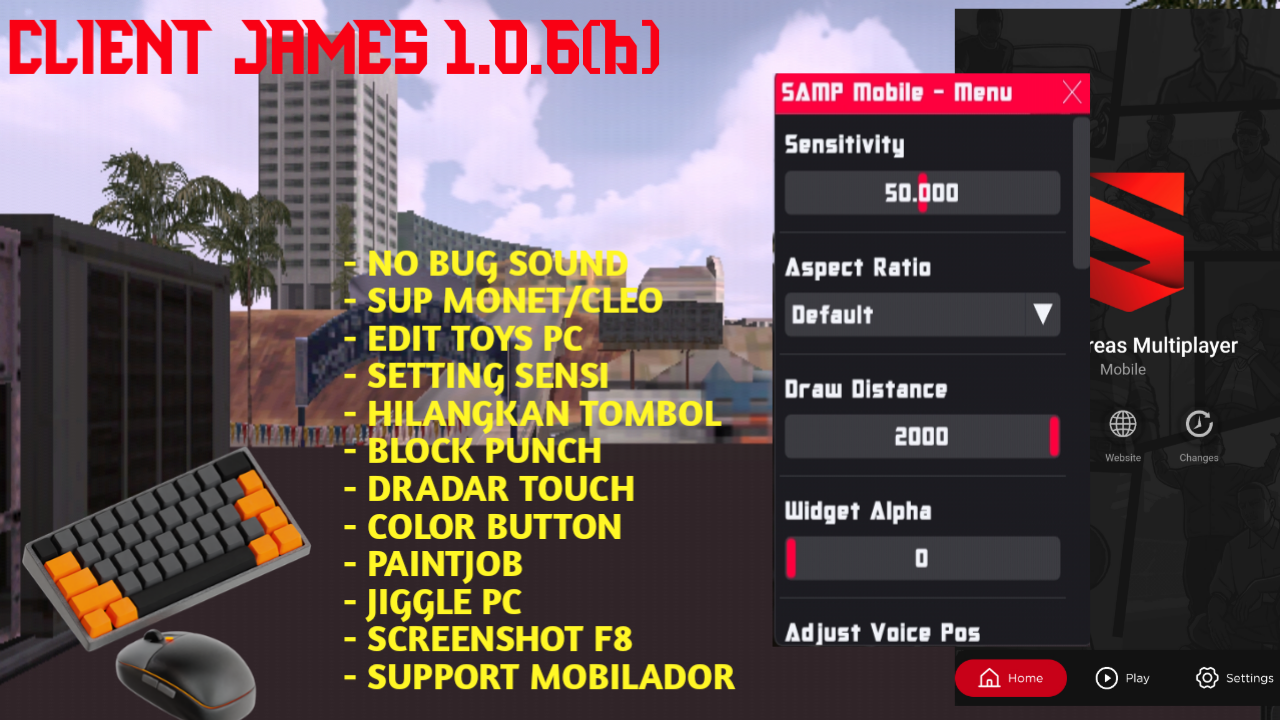 CLIENT JAMES 1.0.6(b)
- NO BUG SOUND
- SUP MONET/CLEO
- EDIT TOYS PC
- SETTING SENSI
- HILANGKAN TOMBOL
- BLOCK PUNCH
- DRADAR TOUCH
- COLOR BUTTON
- PAINTJOB
- JIGGLE PC
- SCREENSHOT F8
- SUPPORT MOBILADOR
SAMP Mobile - Menu
Sensitivity
50.000
Aspect Ratio
Default
Draw Distance
2000
Widget Alpha
0
Adjust Voice Pos
reas Multiplayer
Mobile
Website Changes
Home Play Settings